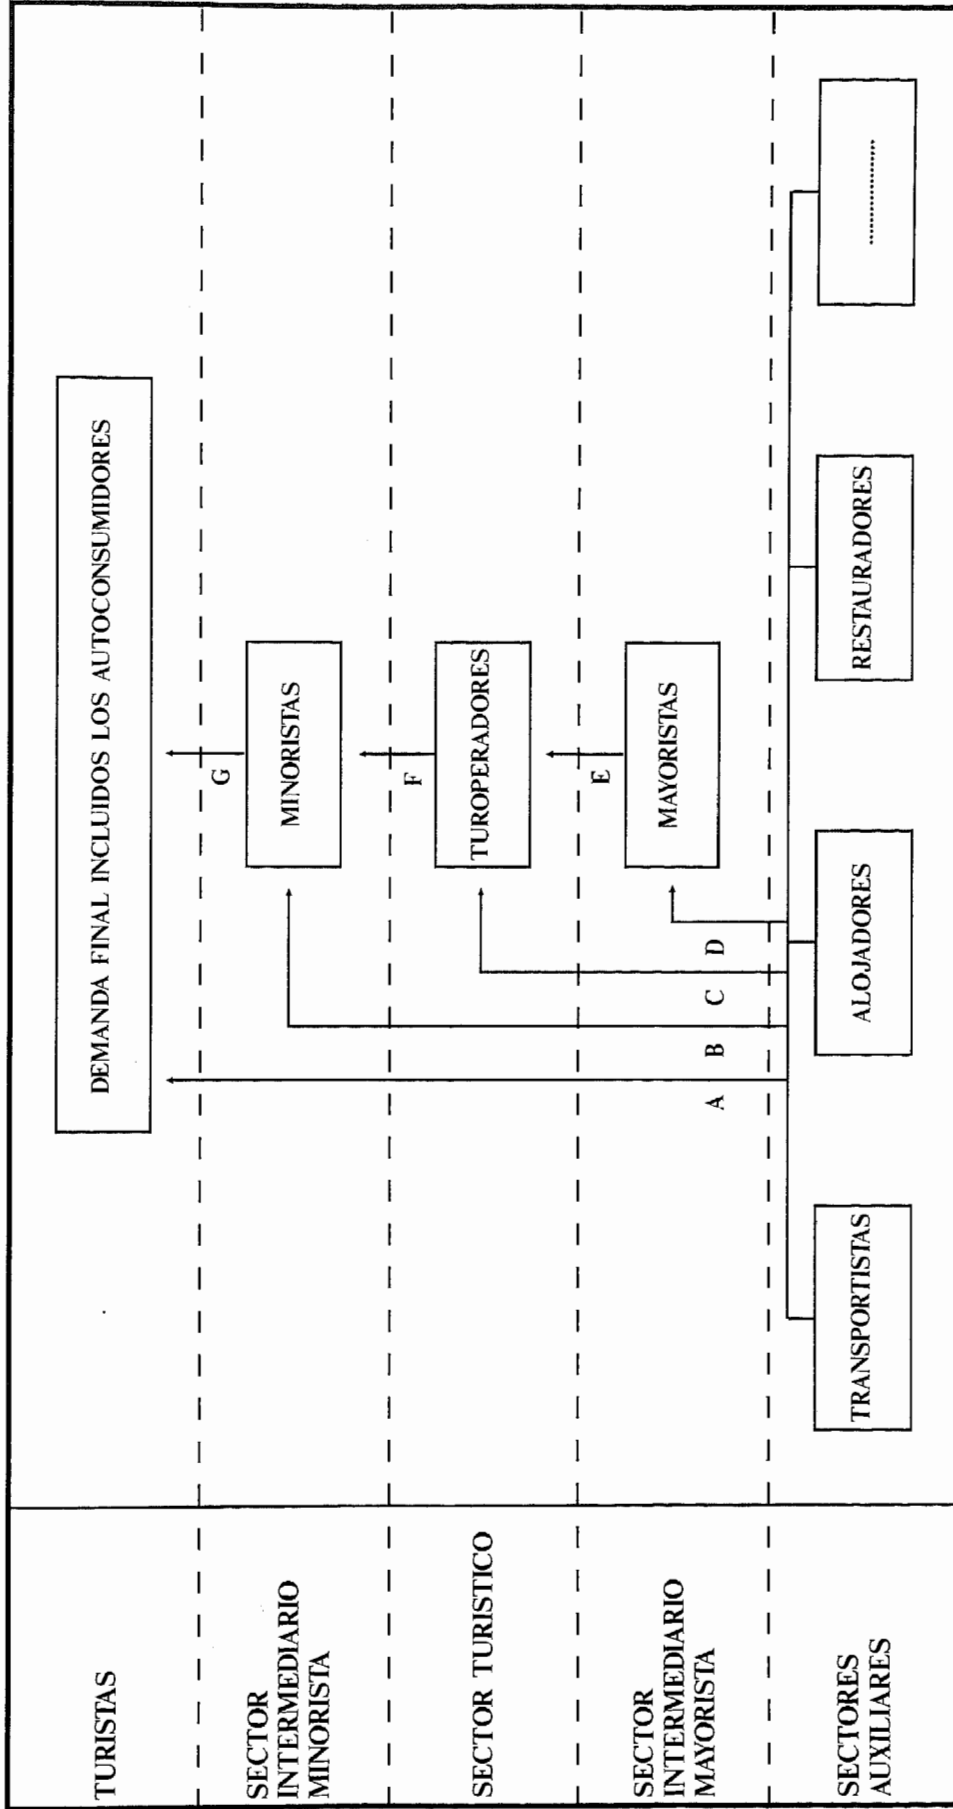 TURISTAS
DEMANDA FINAL INCLUIDOS LOS AUTOCONSUMIDORES
SECTOR
INTERMEDIARIO
MINORISTA
G
MINORISTAS
SECTOR TURISTICO
F
TUROPERADORES
SECTOR
INTERMEDIARIO
MAYORISTA
E
MAYORISTAS
A
B
C
D
SECTORES
AUXILIARES
TRANSPORTISTAS
ALOJADORES
RESTAURADORES
....................